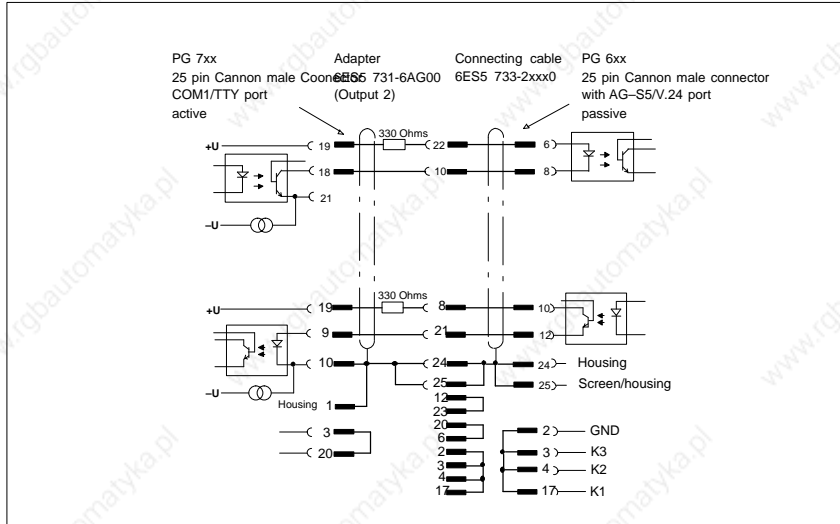 PG 7xx
25 pin Cannon male Coonector
COM1/TTY port
active
Adapter
6ES5 731-6AG00
(Output 2)
Connecting cable
6ES5 733-2xxx0
PG 6xx
25 pin Cannon male connector
with AG–S5/V.24 port
passive
+U 19 330 Ohms 22 6
18 10 8
21
–U
+U 19 330 Ohms 8 10
9 21 12
10 24 24 Housing
–U 25 25 Screen/housing
Housing 1 12
23
3 20 2 GND
6
20 2 3 K3
3
4 4 K2
17 17 K1
www.rgbautomatyka.pl